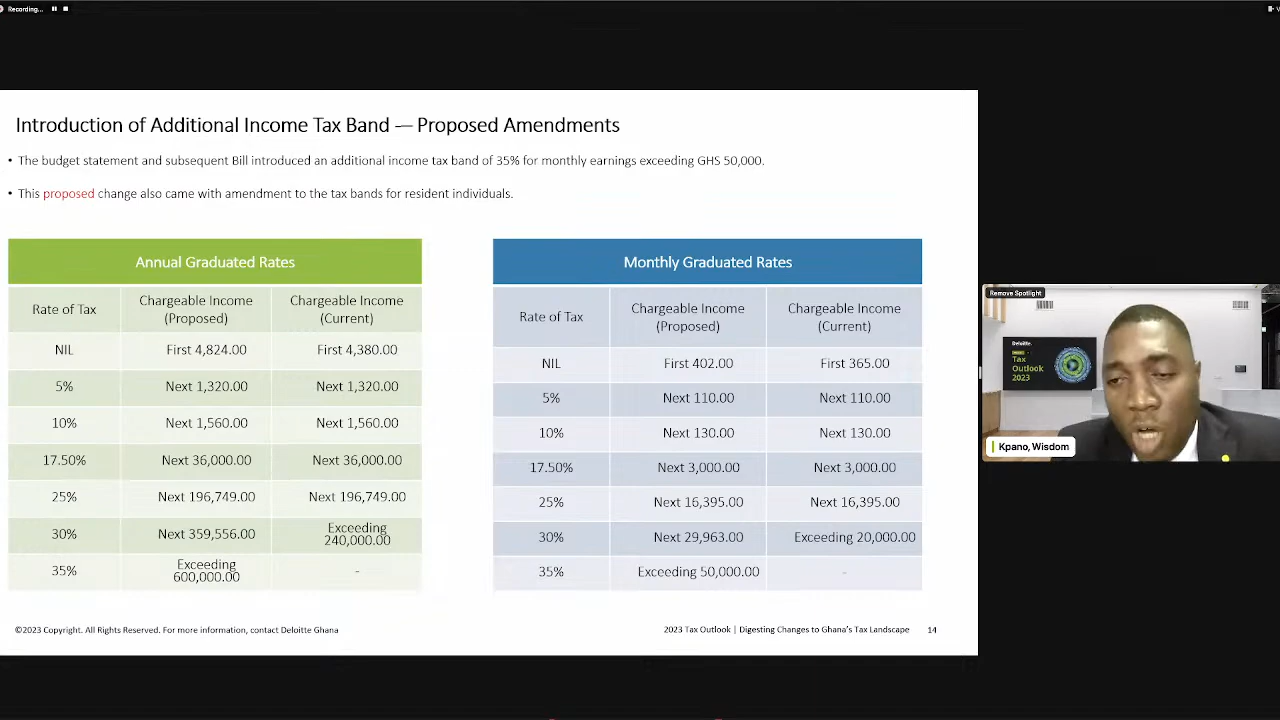 Recording...
Introduction of Additional Income Tax Band — Proposed Amendments
• The budget statement and subsequent Bill introduced an additional income tax band of 35% for monthly earnings exceeding GHS 50,000.
• This proposed change also came with amendment to the tax bands for resident individuals.
Annual Graduated Rates
Rate of Tax
Chargeable Income
(Proposed)
Chargeable Income
(Current)
NIL First 4,824.00 First 4,380.00
5% Next 1,320.00 Next 1,320.00
10% Next 1,560.00 Next 1,560.00
17.50% Next 36,000.00 Next 36,000.00
25% Next 196,749.00 Next 196,749.00
30% Next 359,556.00 Exceeding
240,000.00
35% Exceeding
600,000.00
-
Monthly Graduated Rates
Rate of Tax
Chargeable Income
(Proposed)
Chargeable Income
(Current)
NIL First 402.00 First 365.00
5% Next 110.00 Next 110.00
10% Next 130.00 Next 130.00
17.50% Next 3,000.00 Next 3,000.00
25% Next 16,395.00 Next 16,395.00
30% Next 29,963.00 Exceeding 20,000.00
35% Exceeding 50,000.00 -
©2023 Copyright. All Rights Reserved. For more information, contact Deloitte Ghana
2023 Tax Outlook | Digesting Changes to Ghana's Tax Landscape 14
Remove Spotlight
Deloitte.
Tax
Outlook
2023
Kpano, Wisdom